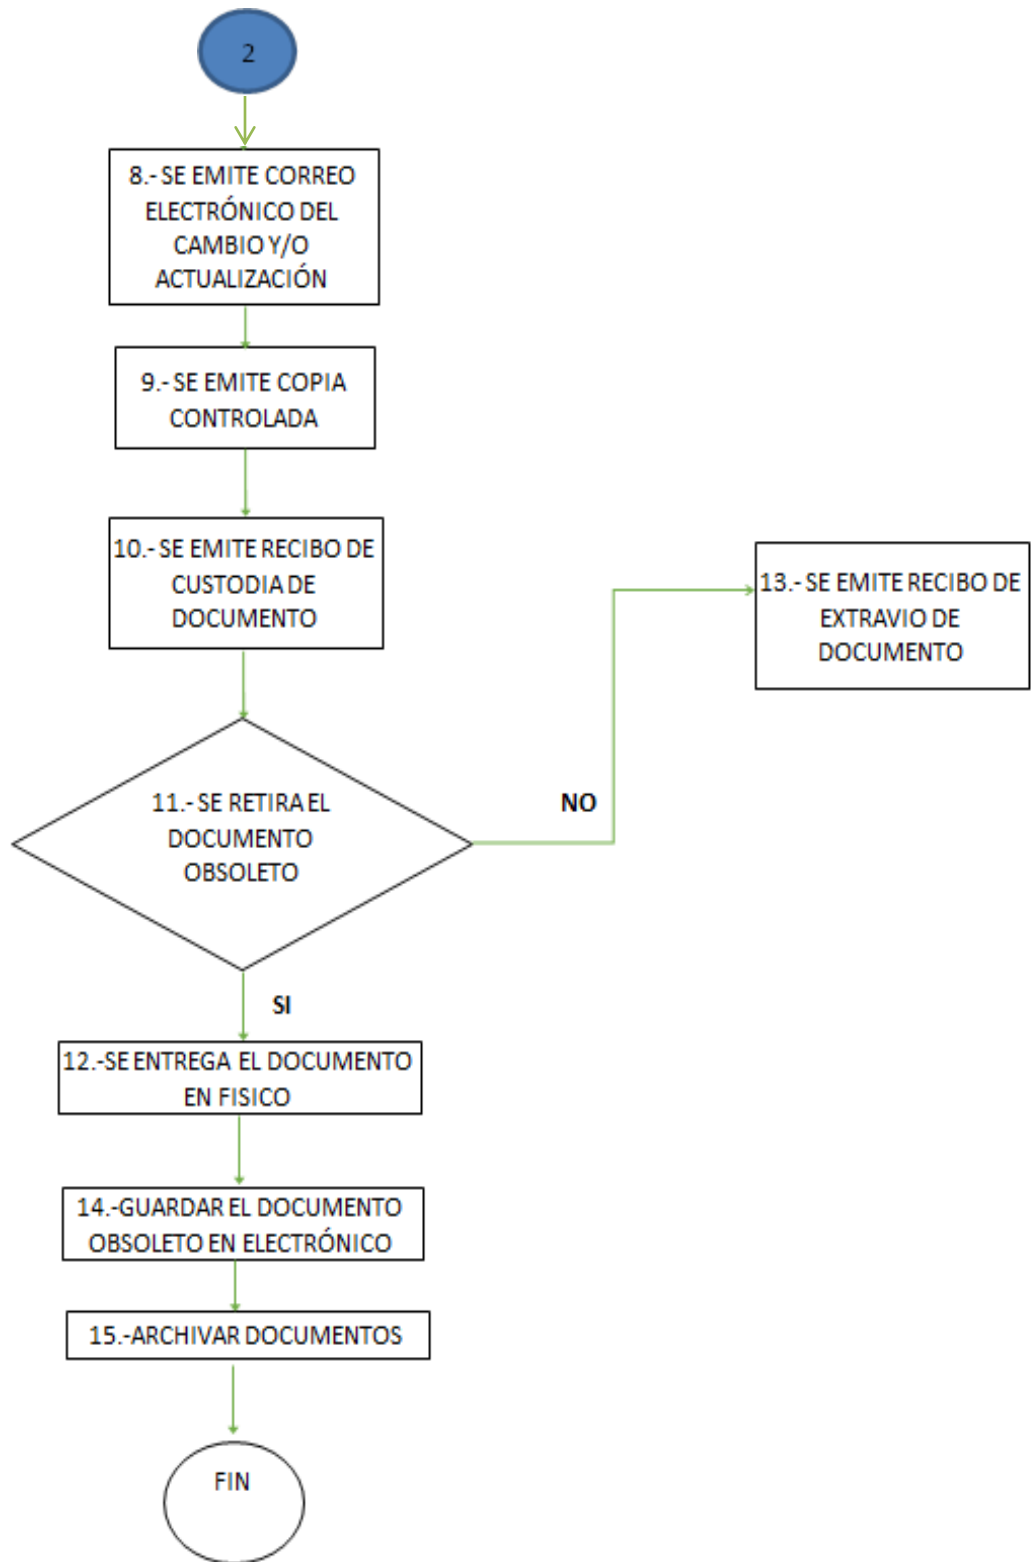 2
8.- SE EMITE CORREO
ELECTRÓNICO DEL
CAMBIO Y/O
ACTUALIZACIÓN
9.- SE EMITE COPIA
CONTROLADA
10.- SE EMITE RECIBO DE
CUSTODIA DE
DOCUMENTO
13.- SE EMITE RECIBO DE
EXTRAVIO DE
DOCUMENTO
11.- SE RETIRA EL
DOCUMENTO
OBSOLETO
NO
SI
12.-SE ENTREGA EL DOCUMENTO
EN FISICO
14.-GUARDAR EL DOCUMENTO
OBSOLETO EN ELECTRÓNICO
15.-ARCHIVAR DOCUMENTOS
FIN